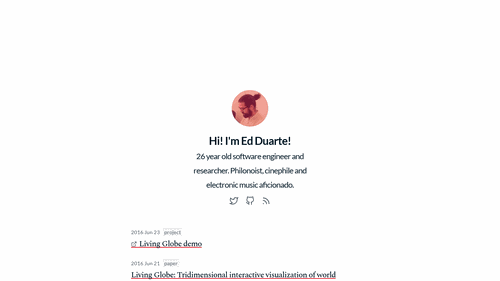 Hi! I'm Ed Duarte!
26 year old software engineer and
researcher. Philonoist, cinephile and
electronic music aficionado.
2016 Jun 23 project
Living Globe demo
2016 Jun 21 paper
Living Globe: Tridimensional interactive visualization of world